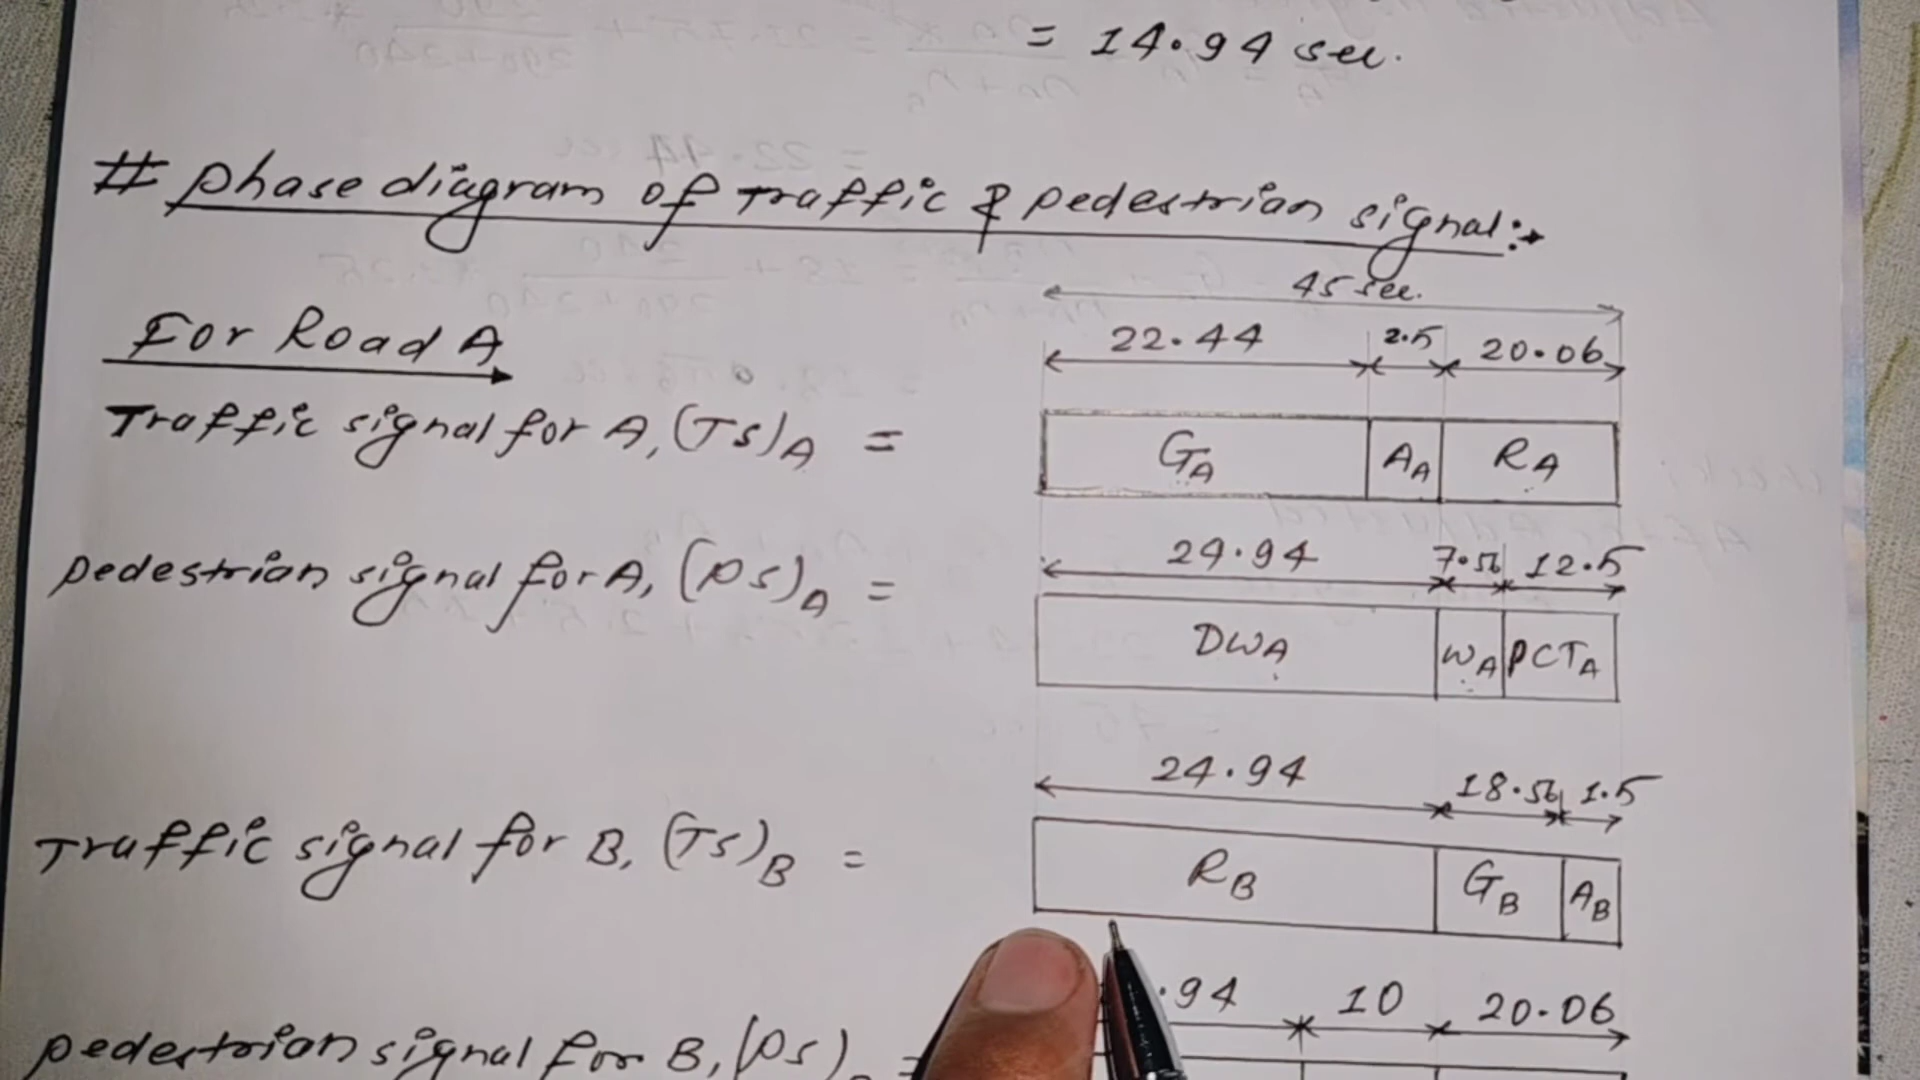 = 14.94 sec.
# phase diagram of Traffic & pedestrian signal:-
45 sec.
For Road A
22.44 2.5 20.06
Traffic signal for A, (Ts)A =
GA AA RA
24.94 7.56 12.5
pedestrian signal for A, (ps)A =
DWA WA PCTA
24.94 18.56 1.5
Traffic signal for B, (Ts)B =
RB GB AB
.94 10 20.06
pedestrian signal for B, (ps) =